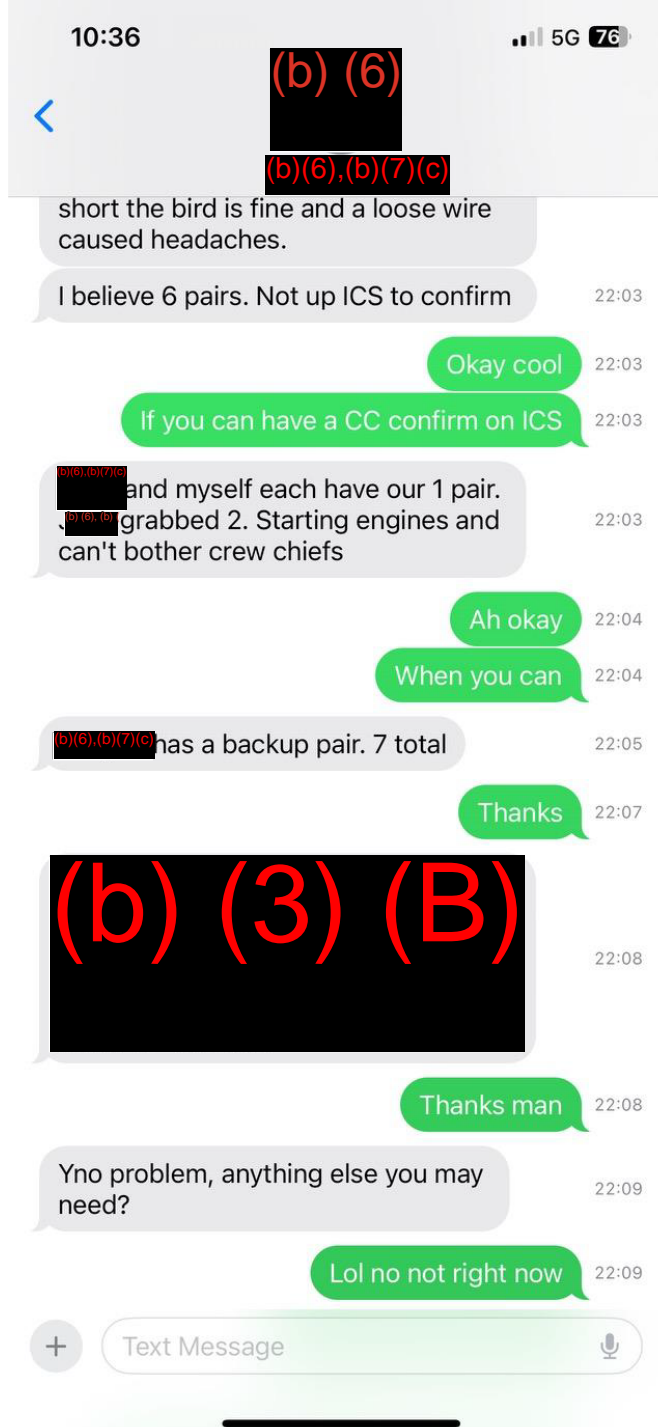 10:36
5G 76
(b) (6)
(b)(6),(b)(7)(c)
short the bird is fine and a loose wire
caused headaches.
I believe 6 pairs. Not up ICS to confirm
22:03
Okay cool
22:03
If you can have a CC confirm on ICS
22:03
(b)(6),(b)(7)(c)
and myself each have our 1 pair.
(b) (6), (b)
grabbed 2. Starting engines and
can't bother crew chiefs
22:03
Ah okay
22:04
When you can
22:04
(b)(6),(b)(7)(c)
has a backup pair. 7 total
22:05
Thanks
22:07
(b) (3) (B)
22:08
Thanks man
22:08
Yno problem, anything else you may
need?
22:09
Lol no not right now
22:09
+
Text Message